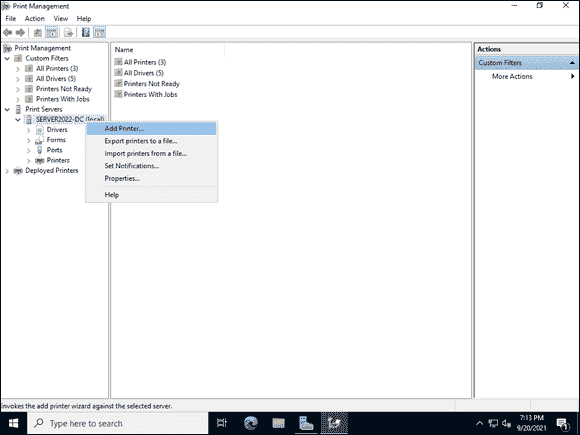 Print Management
File Action View Help
Print Management
Custom Filters
All Printers (3)
All Drivers (5)
Printers Not Ready
Printers With Jobs
Print Servers
SERVER2022-DC (local)
Drivers
Forms
Ports
Printers
Deployed Printers
Add Printer...
Export printers to a file...
Import printers from a file...
Set Notifications...
Properties...
Help
Name
All Printers (3)
All Drivers (5)
Printers Not Ready
Printers With Jobs
Actions
Custom Filters
More Actions
Invokes the add printer wizard against the selected server.
Type here to search
7:13 PM
9/20/2021
1